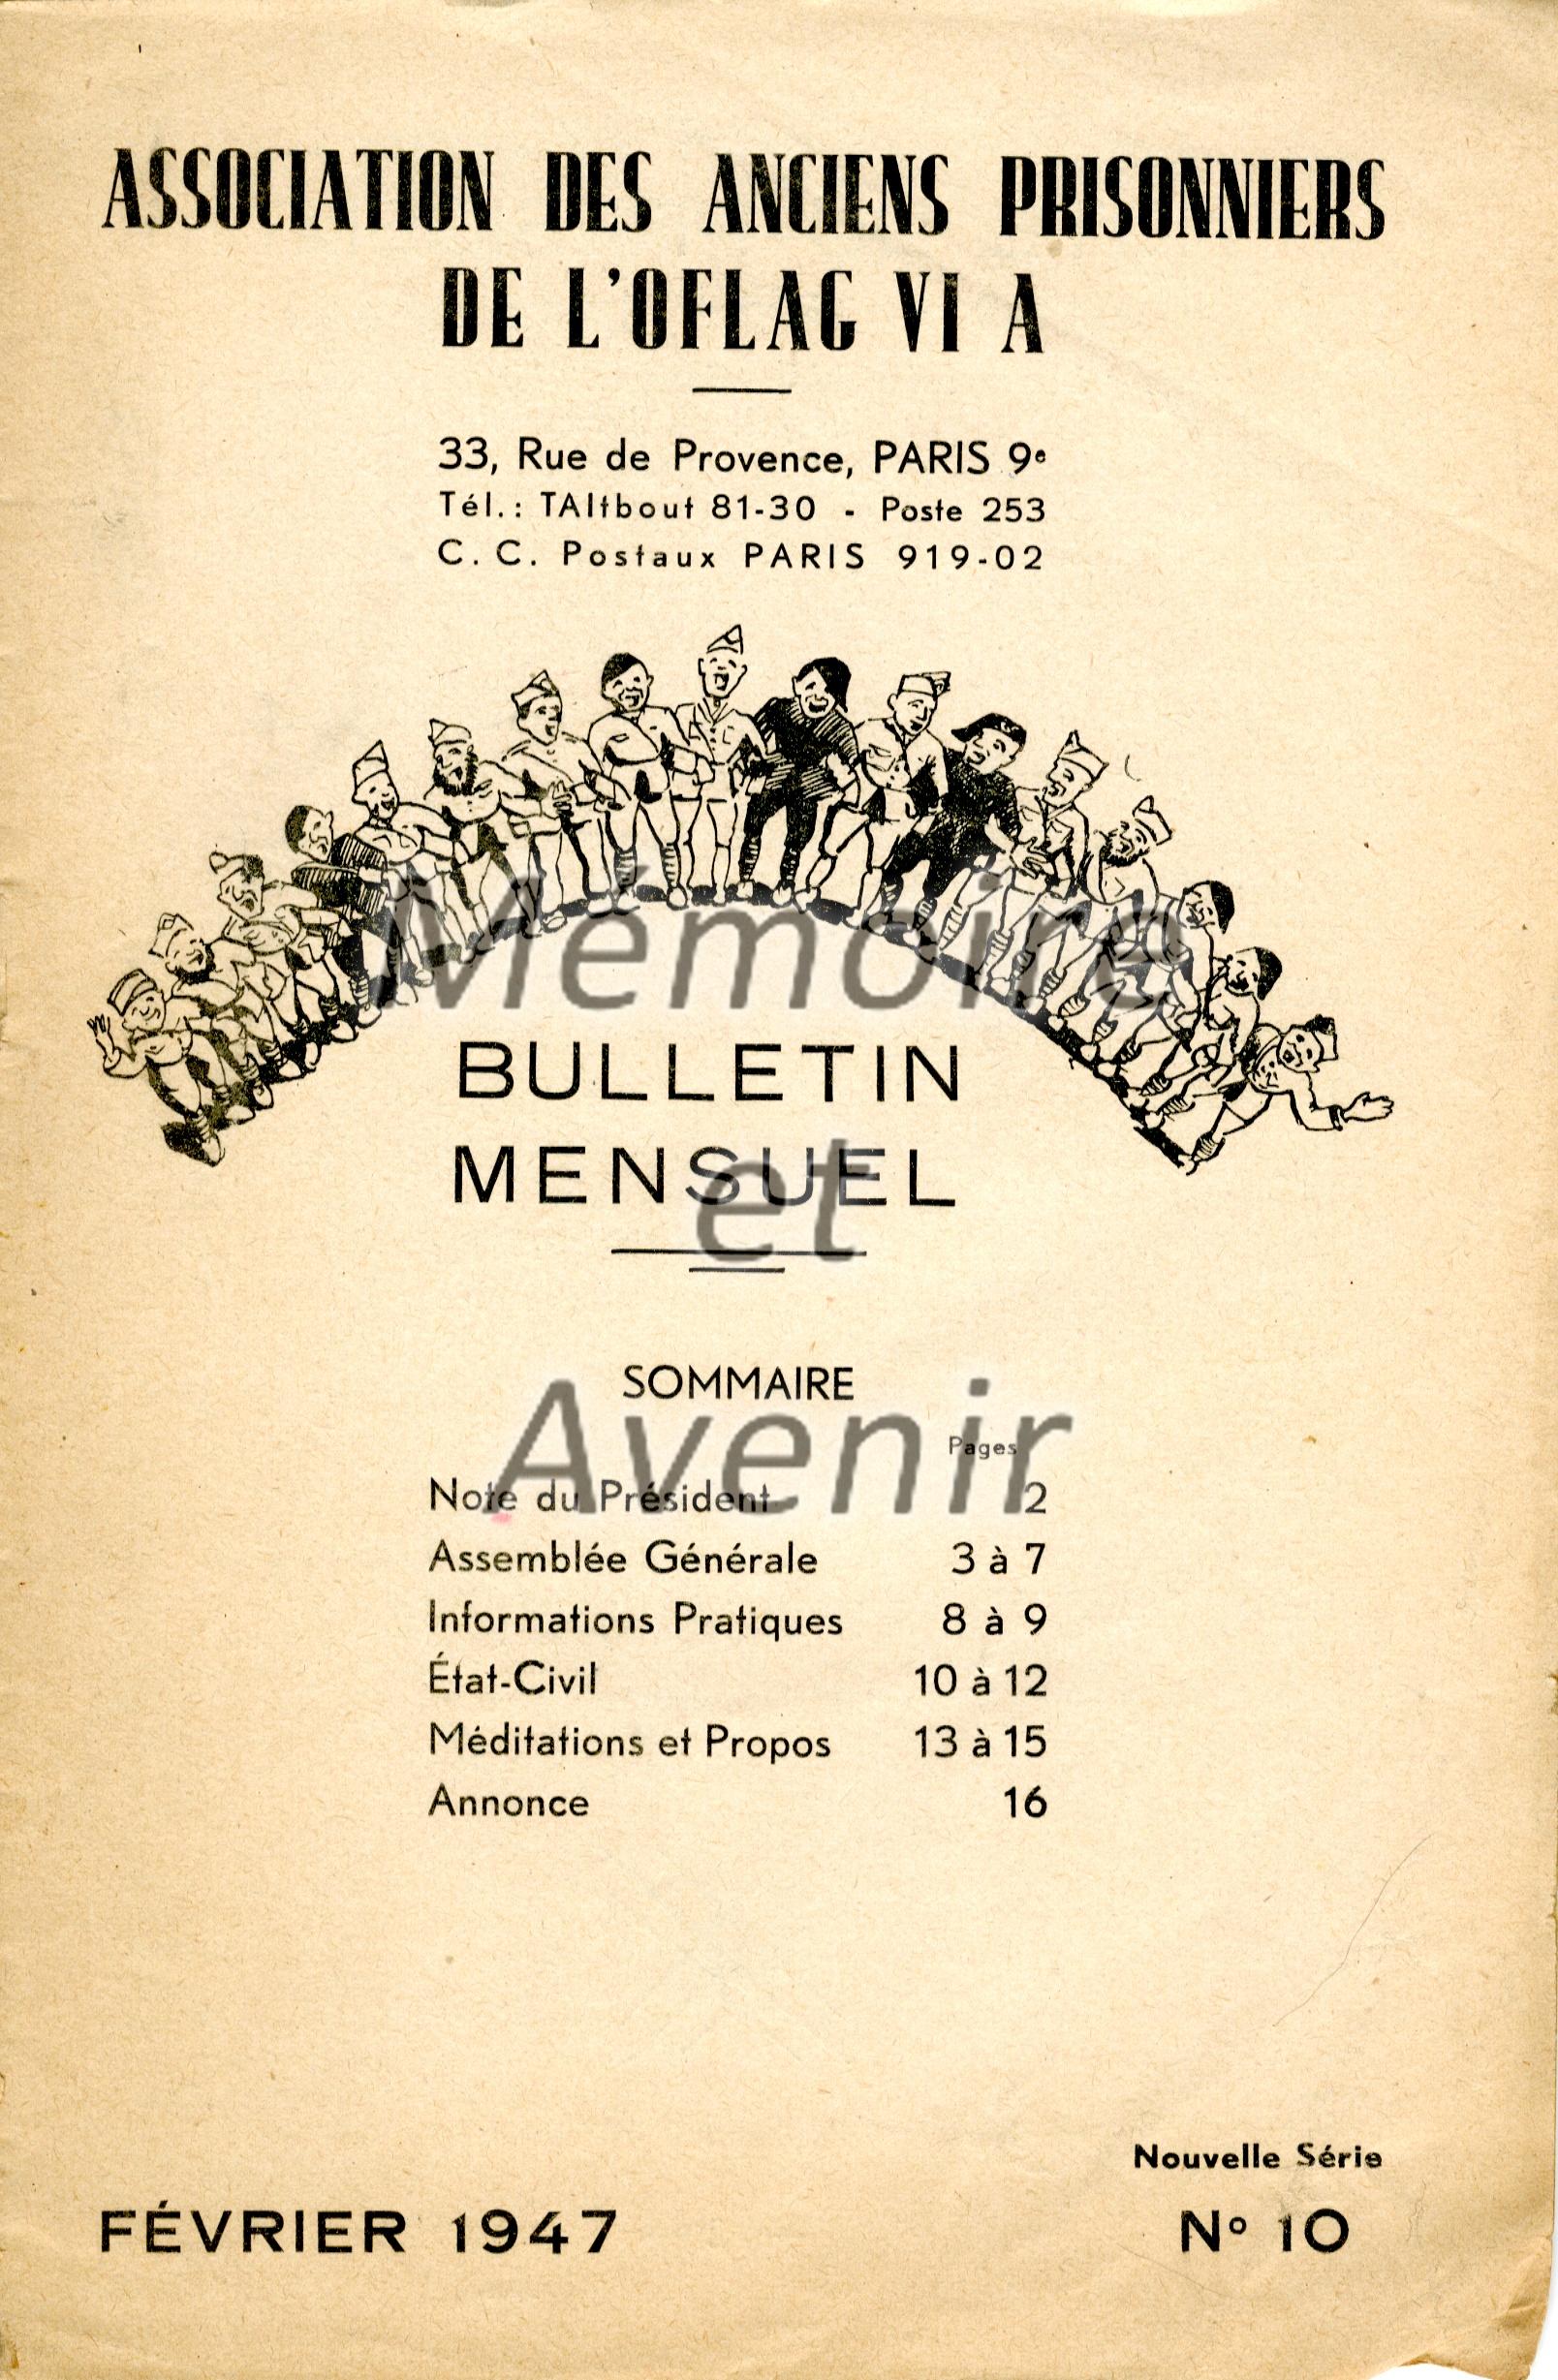 ASSOCIATION DES ANCIENS PRISONNIERS
DE L'OFLAG VI A
33, Rue de Provence, PARIS 9e
Tél.: TAItbout 81-30 - Poste 253
C. C. Postaux PARIS 919-02
Mémoire
BULLETIN
MENSUEL
et
SOMMAIRE
Avenir
Pages
Note du Président 2
Assemblée Générale 3 à 7
Informations Pratiques 8 à 9
État-Civil 10 à 12
Méditations et Propos 13 à 15
Annonce 16
Nouvelle Série
FÉVRIER 1947 N° 10